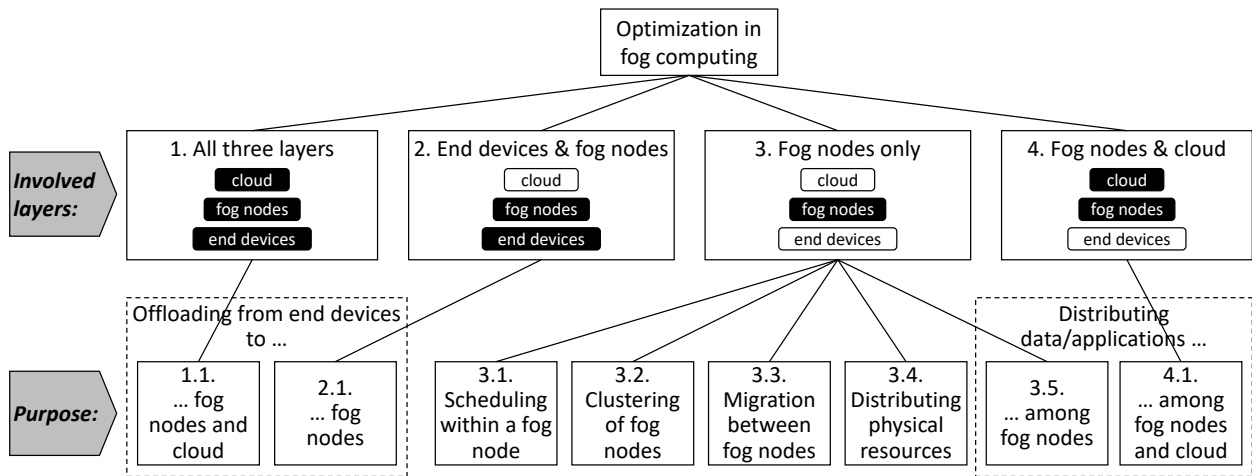 Optimization in
fog computing
Involved
layers:
1. All three layers
cloud
fog nodes
end devices
2. End devices & fog nodes
cloud
fog nodes
end devices
3. Fog nodes only
cloud
fog nodes
end devices
4. Fog nodes & cloud
cloud
fog nodes
end devices
Purpose:
Offloading from end devices
to …
1.1.
… fog
nodes and
cloud
2.1.
… fog
nodes
3.1.
Scheduling
within a fog
node
3.2.
Clustering
of fog
nodes
3.3.
Migration
between
fog nodes
3.4.
Distributing
physical
resources
Distributing
data/applications …
3.5.
… among
fog nodes
4.1.
… among
fog nodes
and cloud